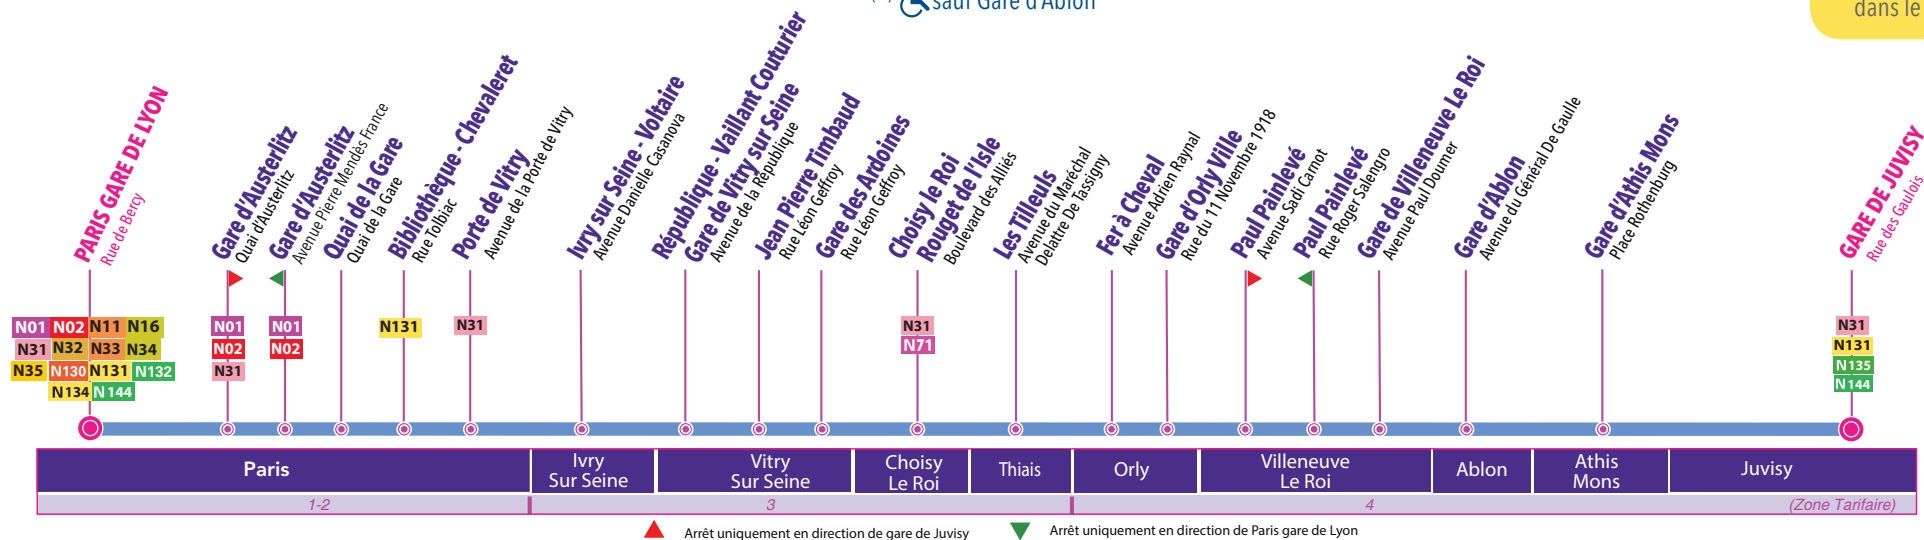 sauf Gare d'Ablon
dans le
PARIS GARE DE LYON
Rue de Bercy
Gare d'Austerlitz
Quai d'Austerlitz
Gare d'Austerlitz
Avenue Pierre Mendès France
Quai de la Gare
Quai de la Gare
Bibliothèque - Chevaleret
Rue Tolbiac
Porte de Vitry
Avenue de la Porte de Vitry
Ivry sur Seine - Voltaire
Avenue Danielle Casanova
République - Vaillant Couturier
Gare de Vitry sur Seine
Avenue de la République
Jean Pierre Timbaud
Rue Léon Geffroy
Gare des Ardoines
Rue Léon Geffroy
Choisy le Roi
Rouget de l'Isle
Boulevard des Alliés
Les Tilleuls
Avenue du Maréchal
Delattre De Tassigny
Fer à Cheval
Avenue Adrien Raynal
Gare d'Orly Ville
Rue du 11 Novembre 1918
Paul Painlevé
Avenue Sadi Carnot
Paul Painlevé
Rue Roger Salengro
Gare de Villeneuve Le Roi
Avenue Paul Doumer
Gare d'Ablon
Avenue du Général De Gaulle
Gare d'Athis Mons
Place Rothenburg
GARE DE JUVISY
Rue des Gaulois
N01 N02 N11 N16
N31 N32 N33 N34
N35 N130 N131 N132
N134 N144
N01
N02
N31
N01
N02
N131
N31
N31
N71
N31
N131
N135
N144
Paris
Ivry
Sur Seine
Vitry
Sur Seine
Choisy
Le Roi
Thiais
Orly
Villeneuve
Le Roi
Ablon
Athis
Mons
Juvisy
1-2
3
4
(Zone Tarifaire)
Arrêt uniquement en direction de gare de Juvisy
Arrêt uniquement en direction de Paris gare de Lyon